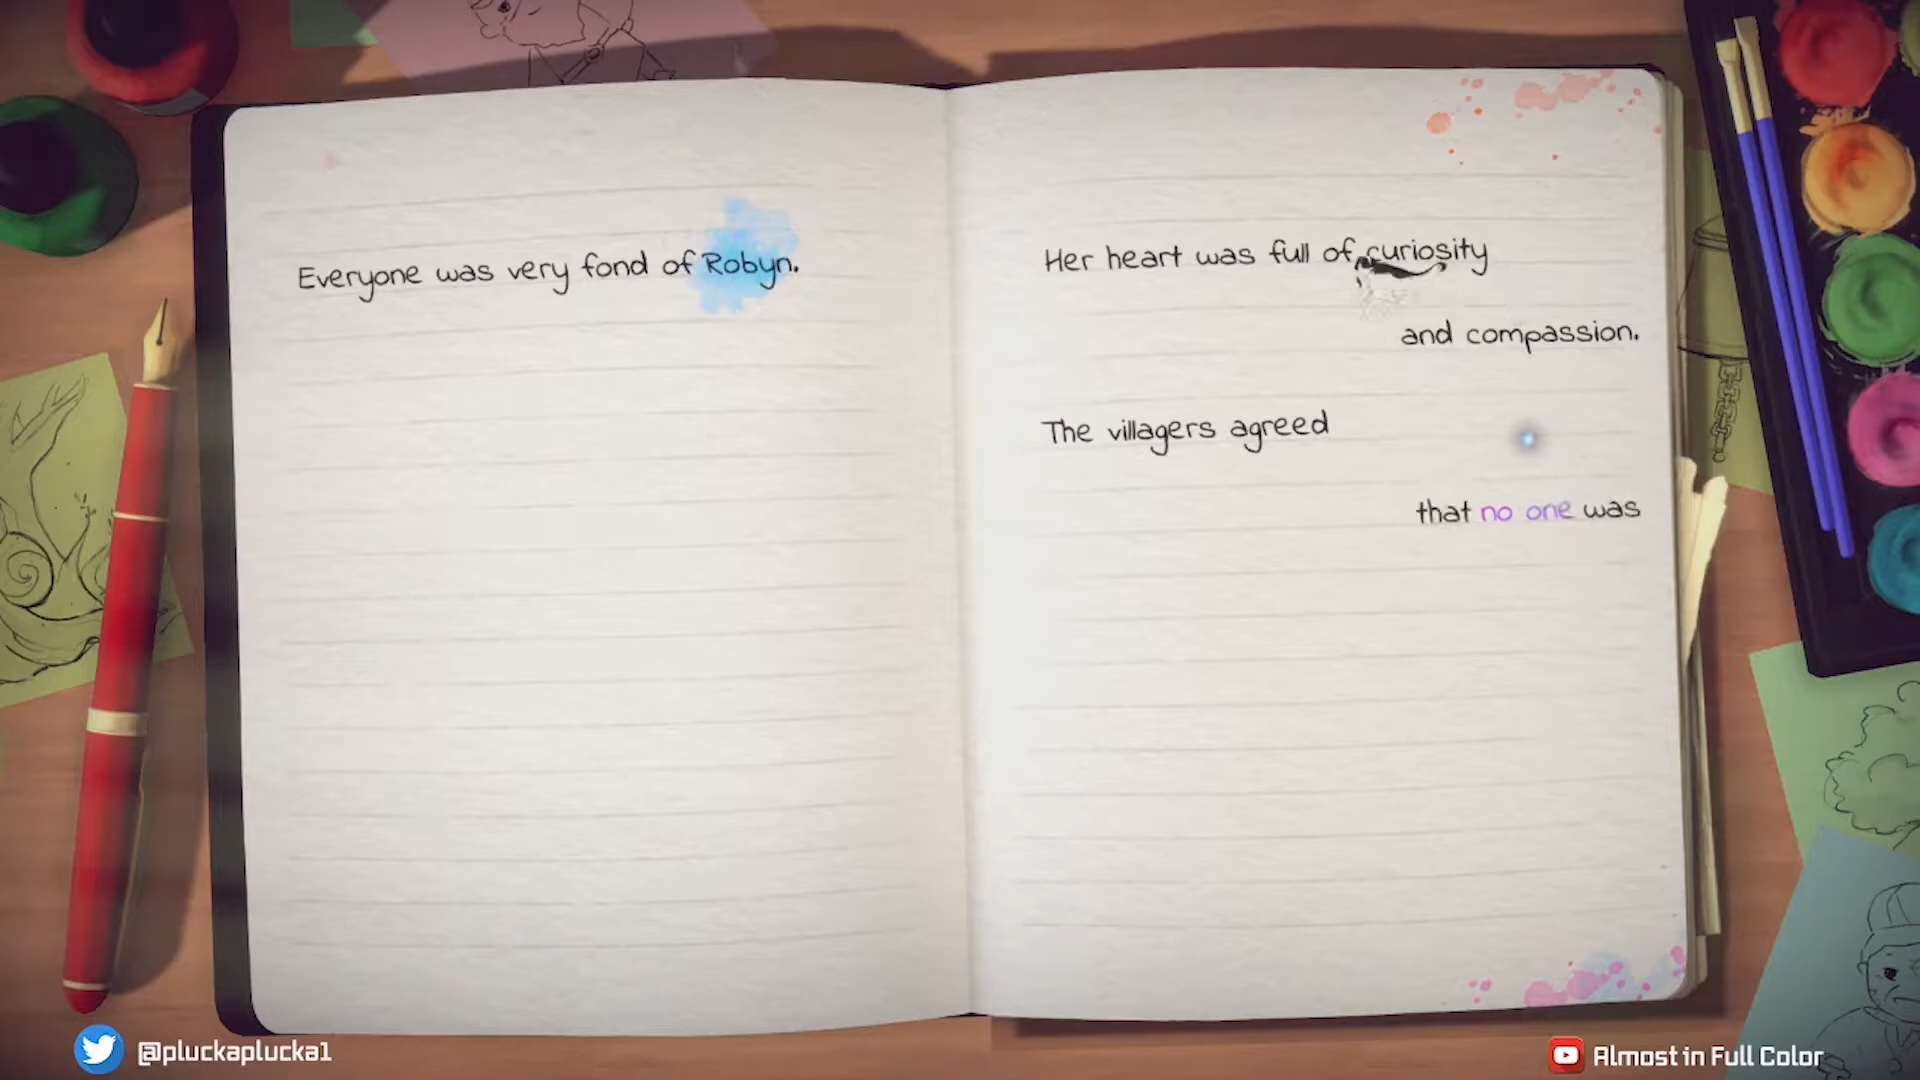 Everyone was very fond of Robyn.
Her heart was full of curiosity
and compassion.
The villagers agreed
that no one was
@pluckaplucka1
Almost in Full Color